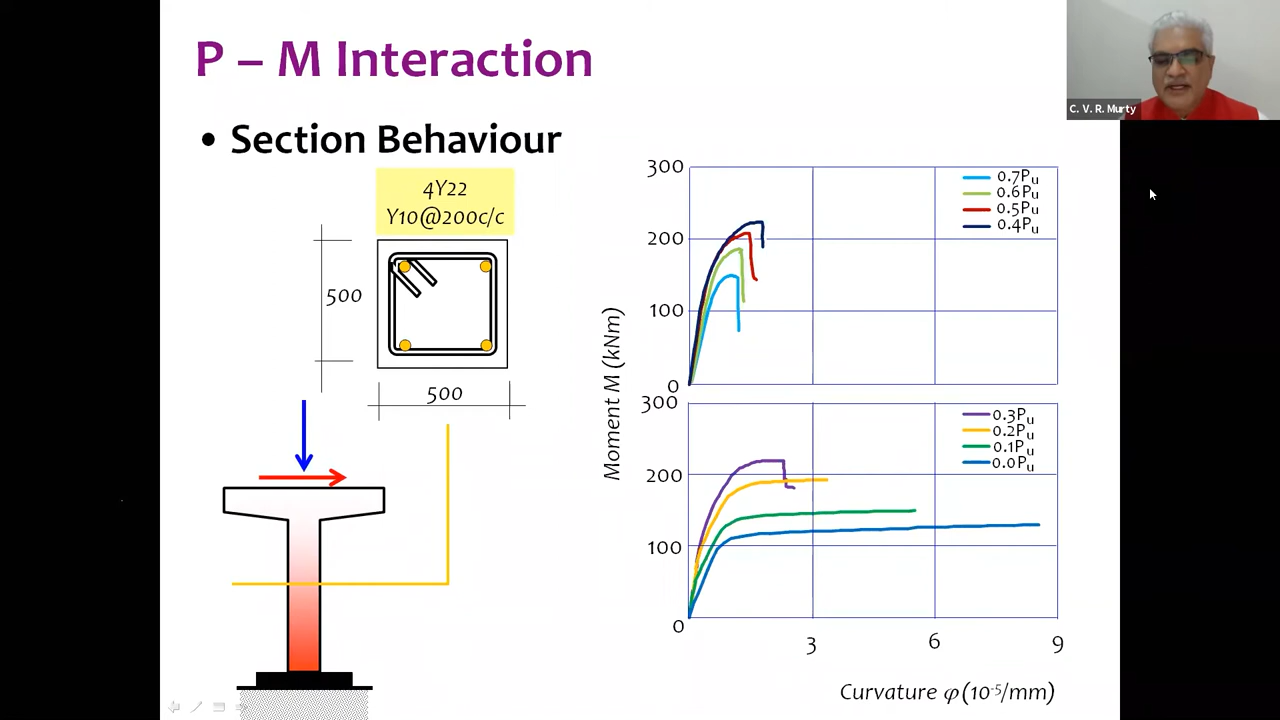 P – M Interaction
C. V. R. Murty
• Section Behaviour
4Y22
Y10@200c/c
500
500
Moment M (kNm)
300
200
100
0
0.7Pu
0.6Pu
0.5Pu
0.4Pu
300
200
100
0
0.3Pu
0.2Pu
0.1Pu
0.0Pu
3
6
9
Curvature φ (10⁻⁵/mm)